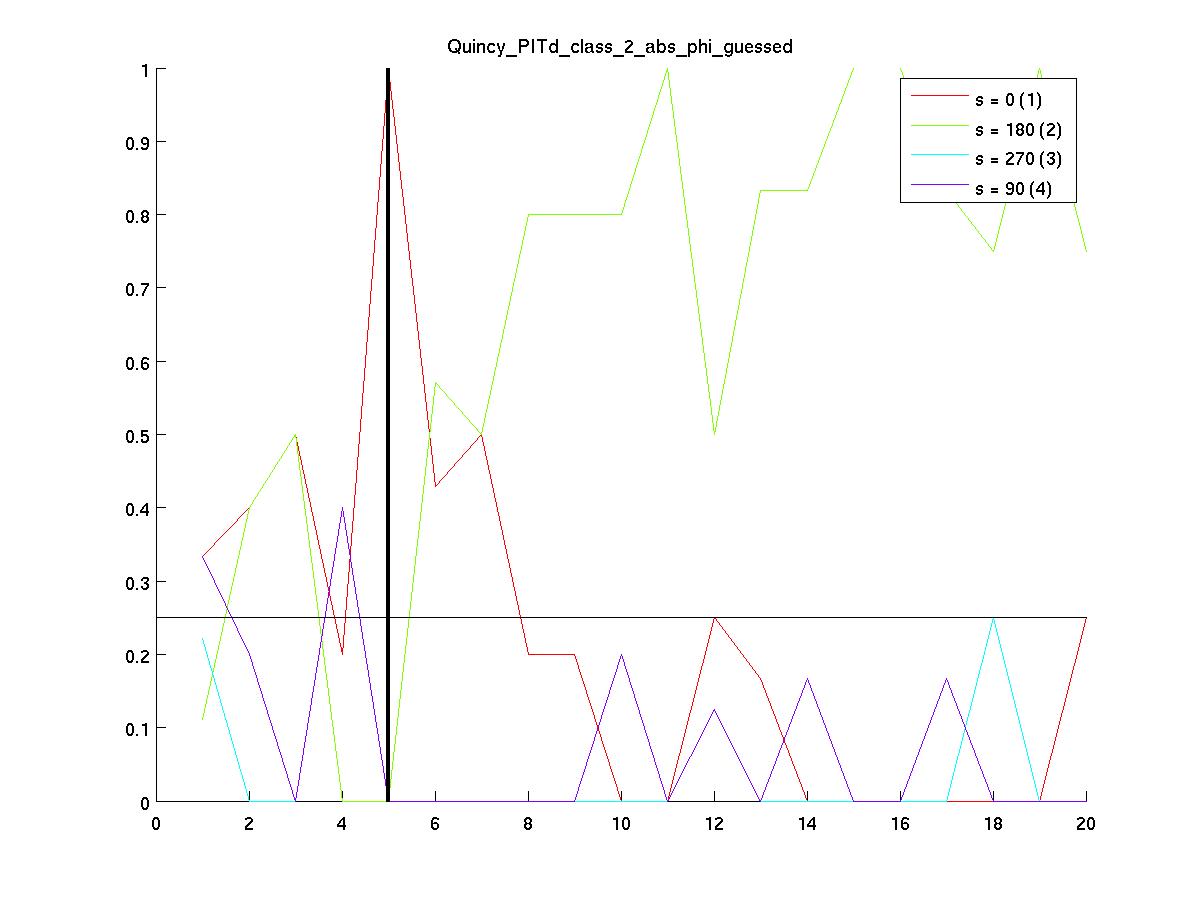 Quincy_PITd_class_2_abs_phi_guessed
1
0.9
0.8
0.7
0.6
0.5
0.4
0.3
0.2
0.1
0
s = 0 (1)
s = 180 (2)
s = 270 (3)
s = 90 (4)
0 2 4 6 8 10 12 14 16 18 20